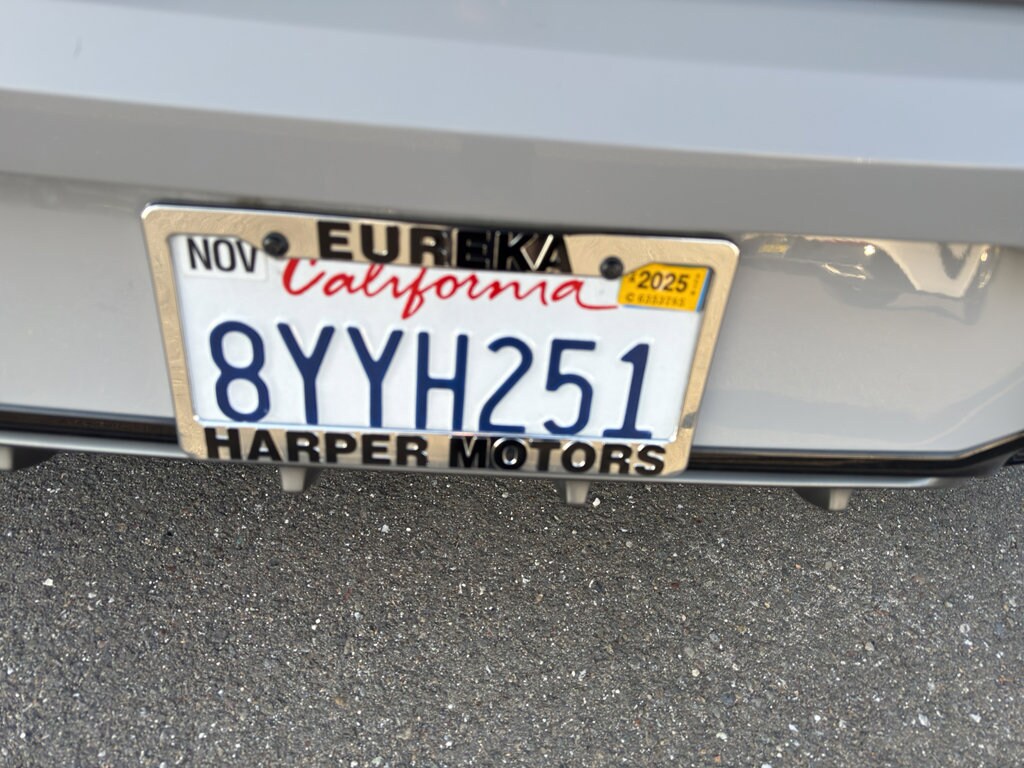 EUREKA
NOV
California
2025
8YYH251
HARPER MOTORS